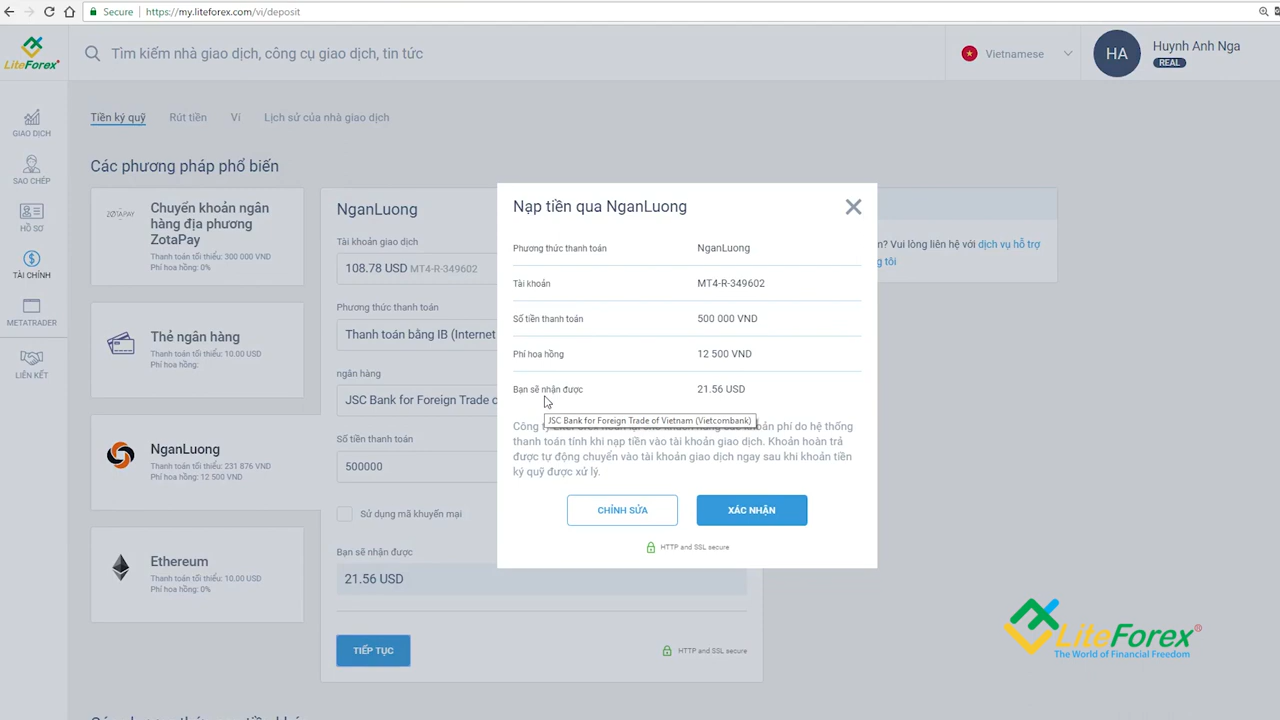 Secure
https://my.liteforex.com/vi/deposit
LiteForex
Tìm kiếm nhà giao dịch, công cụ giao dịch, tin tức
Vietnamese
HA
Huynh Anh Nga
REAL
GIAO DỊCH
SAO CHÉP
HỒ SƠ
TÀI CHÍNH
METATRADER
LIÊN KẾT
Tiền ký quỹ
Rút tiền
Ví
Lịch sử của nhà giao dịch
Các phương pháp phổ biến
ZOTAPAY
Chuyển khoản ngân
hàng địa phương
ZotaPay
Thanh toán tối thiểu: 300 000 VND
Phí hoa hồng: 0%
Thẻ ngân hàng
Thanh toán tối thiểu: 10.00 USD
Phí hoa hồng:
NganLuong
Thanh toán tối thiểu: 231 876 VND
Phí hoa hồng: 12 500 VND
Ethereum
Thanh toán tối thiểu: 10.00 USD
Phí hoa hồng: 0%
NganLuong
Tài khoản giao dịch
108.78 USD MT4-R-349602
Phương thức thanh toán
Thanh toán bằng IB (Internet
ngân hàng
JSC Bank for Foreign Trade
Số tiền thanh toán
500000
Sử dụng mã khuyến mại
Bạn sẽ nhận được
21.56 USD
TIẾP TỤC
HTTP and SSL secure
Nạp tiền qua NganLuong
Phương thức thanh toán
NganLuong
Tài khoản
MT4-R-349602
Số tiền thanh toán
500 000 VND
Phí hoa hồng
12 500 VND
Bạn sẽ nhận được
21.56 USD
JSC Bank for Foreign Trade of Vietnam (Vietcombank)
phí do hệ thống
thanh toán tính khi nạp tiền vào tài khoản giao dịch. Khoản hoàn trả
được tự động chuyển vào tài khoản giao dịch ngay sau khi khoản tiền
ký quỹ được xử lý.
CHỈNH SỬA
XÁC NHẬN
HTTP and SSL secure
Vui lòng liên hệ với dịch vụ hỗ trợ
tôi
LiteForex®
The World of Financial Freedom